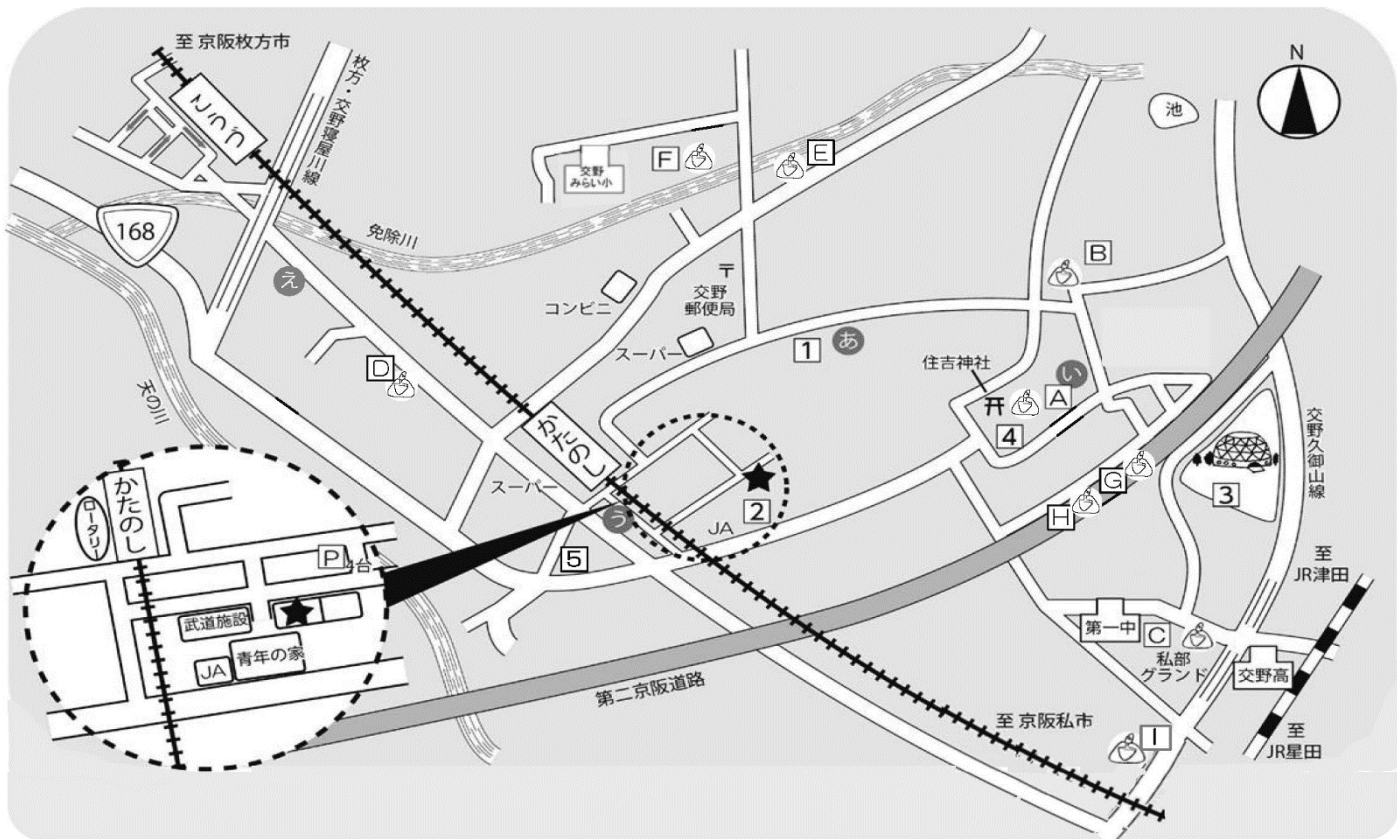 至 京阪枚方市
こうづ
枚方・交野寝屋川線
168
免除川
交野
みらい小
F
E
池
N
B
え
コンビニ
〒
交野
郵便局
スーパー
1
あ
住吉神社
い
A
4
D
天の川
かたのし
スーパー
2
JA
う
5
G
H
3
交野久御山線
至
JR津田
第一中
C
私部
グランド
交野高
至
JR星田
第二京阪道路
至 京阪私市
I
かたのし
ロータリー
P
4台
武道施設
JA
青年の家